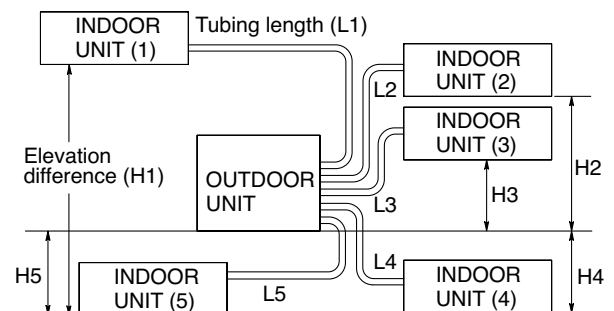 INDOOR
UNIT (1)
Tubing length (L1)
INDOOR
UNIT (2)
L2
INDOOR
UNIT (3)
Elevation
difference (H1)
OUTDOOR
UNIT
L3
H3
H2
H5
INDOOR
UNIT (5)
L5
L4
INDOOR
UNIT (4)
H4